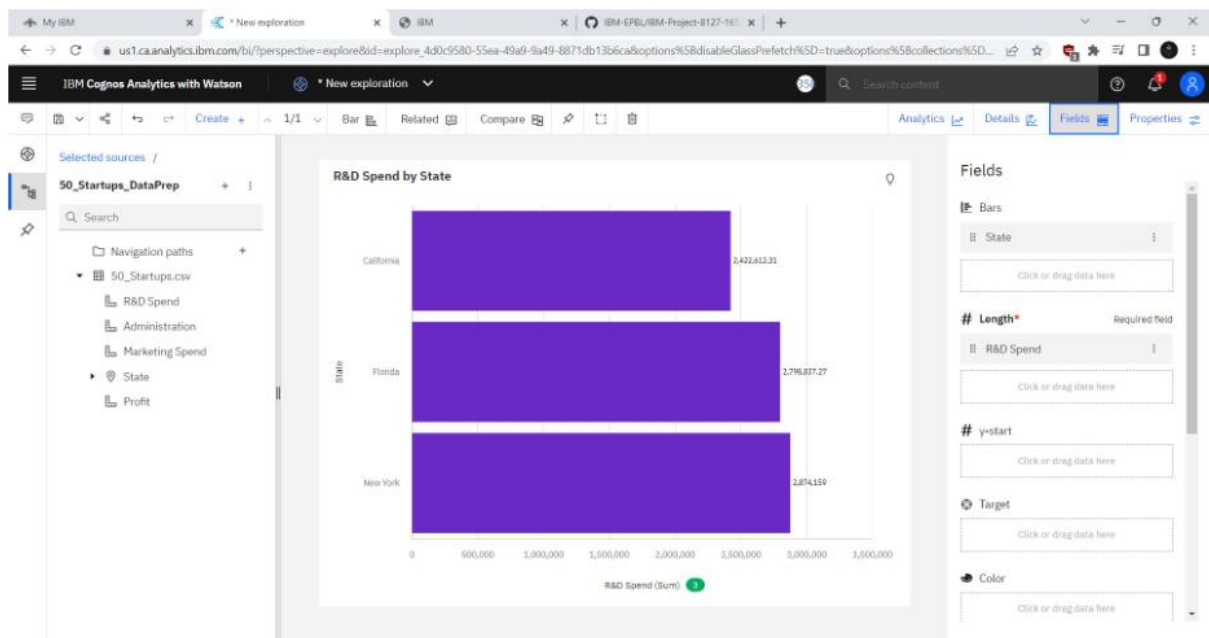 My IBM
* New exploration
IBM
IBM-EPBL/IBM-Project-8127-165
us1.ca.analytics.ibm.com/bi/?perspective=explore&id=explore_4d0c9580-55ea-49a9-9a49-8871db13b6ca&options%5BdisableGlassPrefetch%5D=true&options%5Bcollections%5D...
IBM Cognos Analytics with Watson
* New exploration
Search content
Create +
1/1
Bar
Related
Compare
Analytics
Details
Fields
Properties
Selected sources /
50_Startups_DataPrep
Search
Navigation paths
50_Startups.csv
R&D Spend
Administration
Marketing Spend
State
Profit
R&D Spend by State
State
California
2,422,612.31
Florida
New York
2,874,159
0
500,000
1,000,000
1,500,000
2,000,000
2,500,000
3,000,000
3,500,000
R&D Spend (Sum) 3
Fields
Bars
State
Click or drag data here
# Length* Required field
R&D Spend
Click or drag data here
# y-start
Click or drag data here
Target
Click or drag data here
Color
Click or drag data here